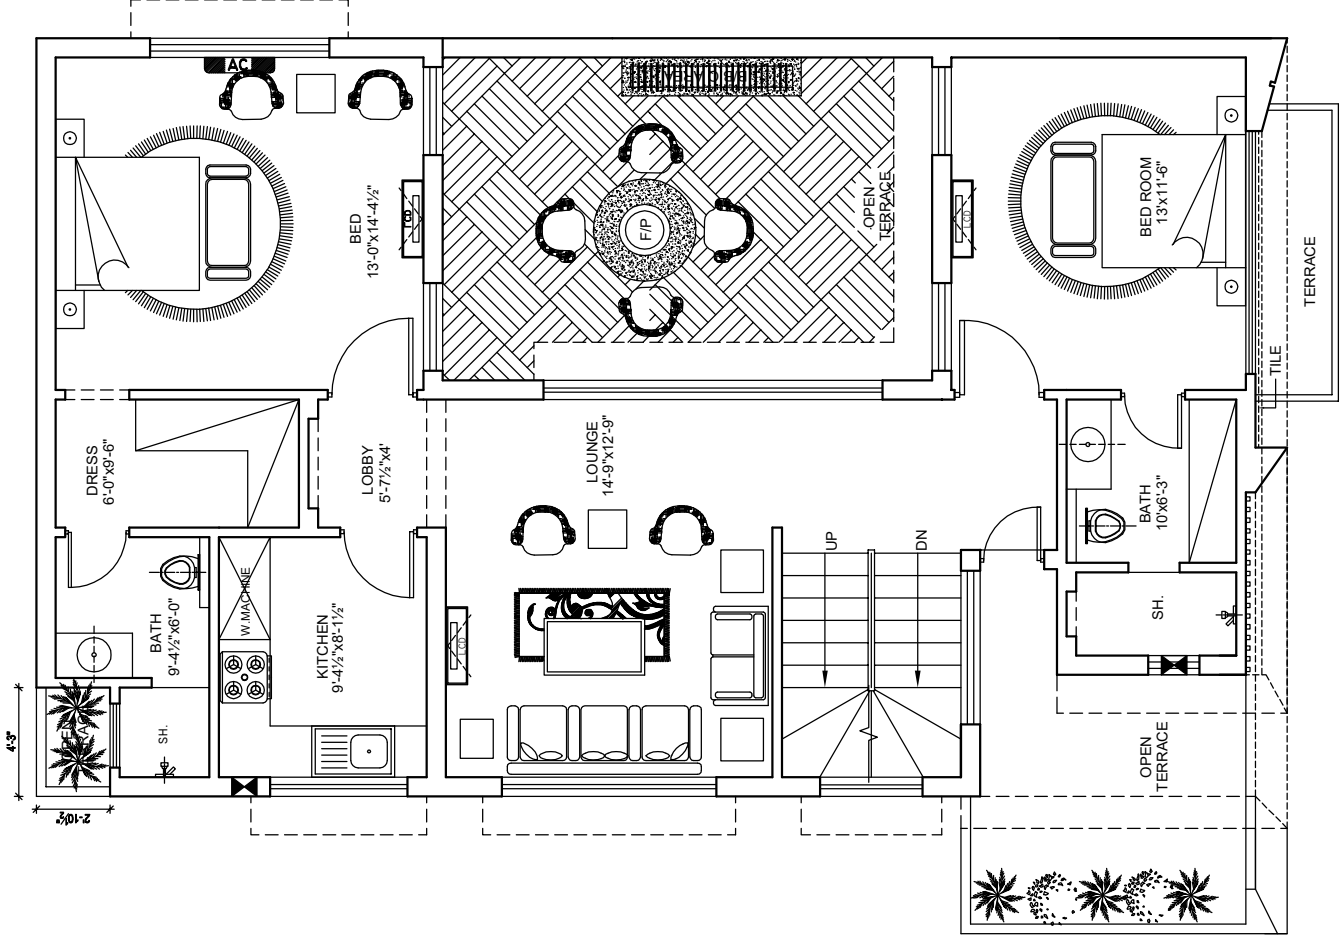 AC
BED
13'-0"x14'-4½"
LCD
F/P
OPEN
TERRACE
LCD
BED ROOM
13'x11'-6"
TERRACE
TILE
DRESS
6'-0"x9'-6"
LOBBY
5'-7½"x4'
LOUNGE
14'-9"x12'-9"
UP
DN
BATH
10'x6'-3"
SH.
BATH
9'-4½"x6'-0"
W.MACHINE
KITCHEN
9'-4½"x8'-1½"
LCD
SH.
4'-3"
2'-10½"
OPEN
TERRACE